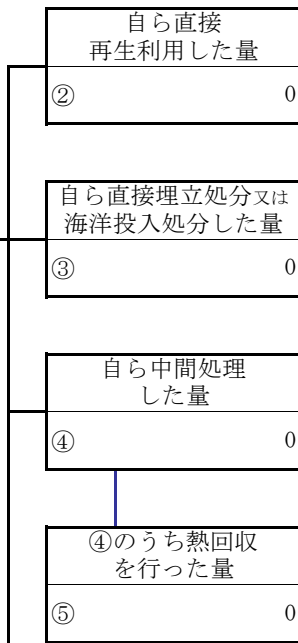 自ら直接
再生利用した量
② 0
自ら直接埋立処分又は
海洋投入処分した量
③ 0
自ら中間処理
した量
④ 0
④のうち熱回収
を行った量
⑤ 0